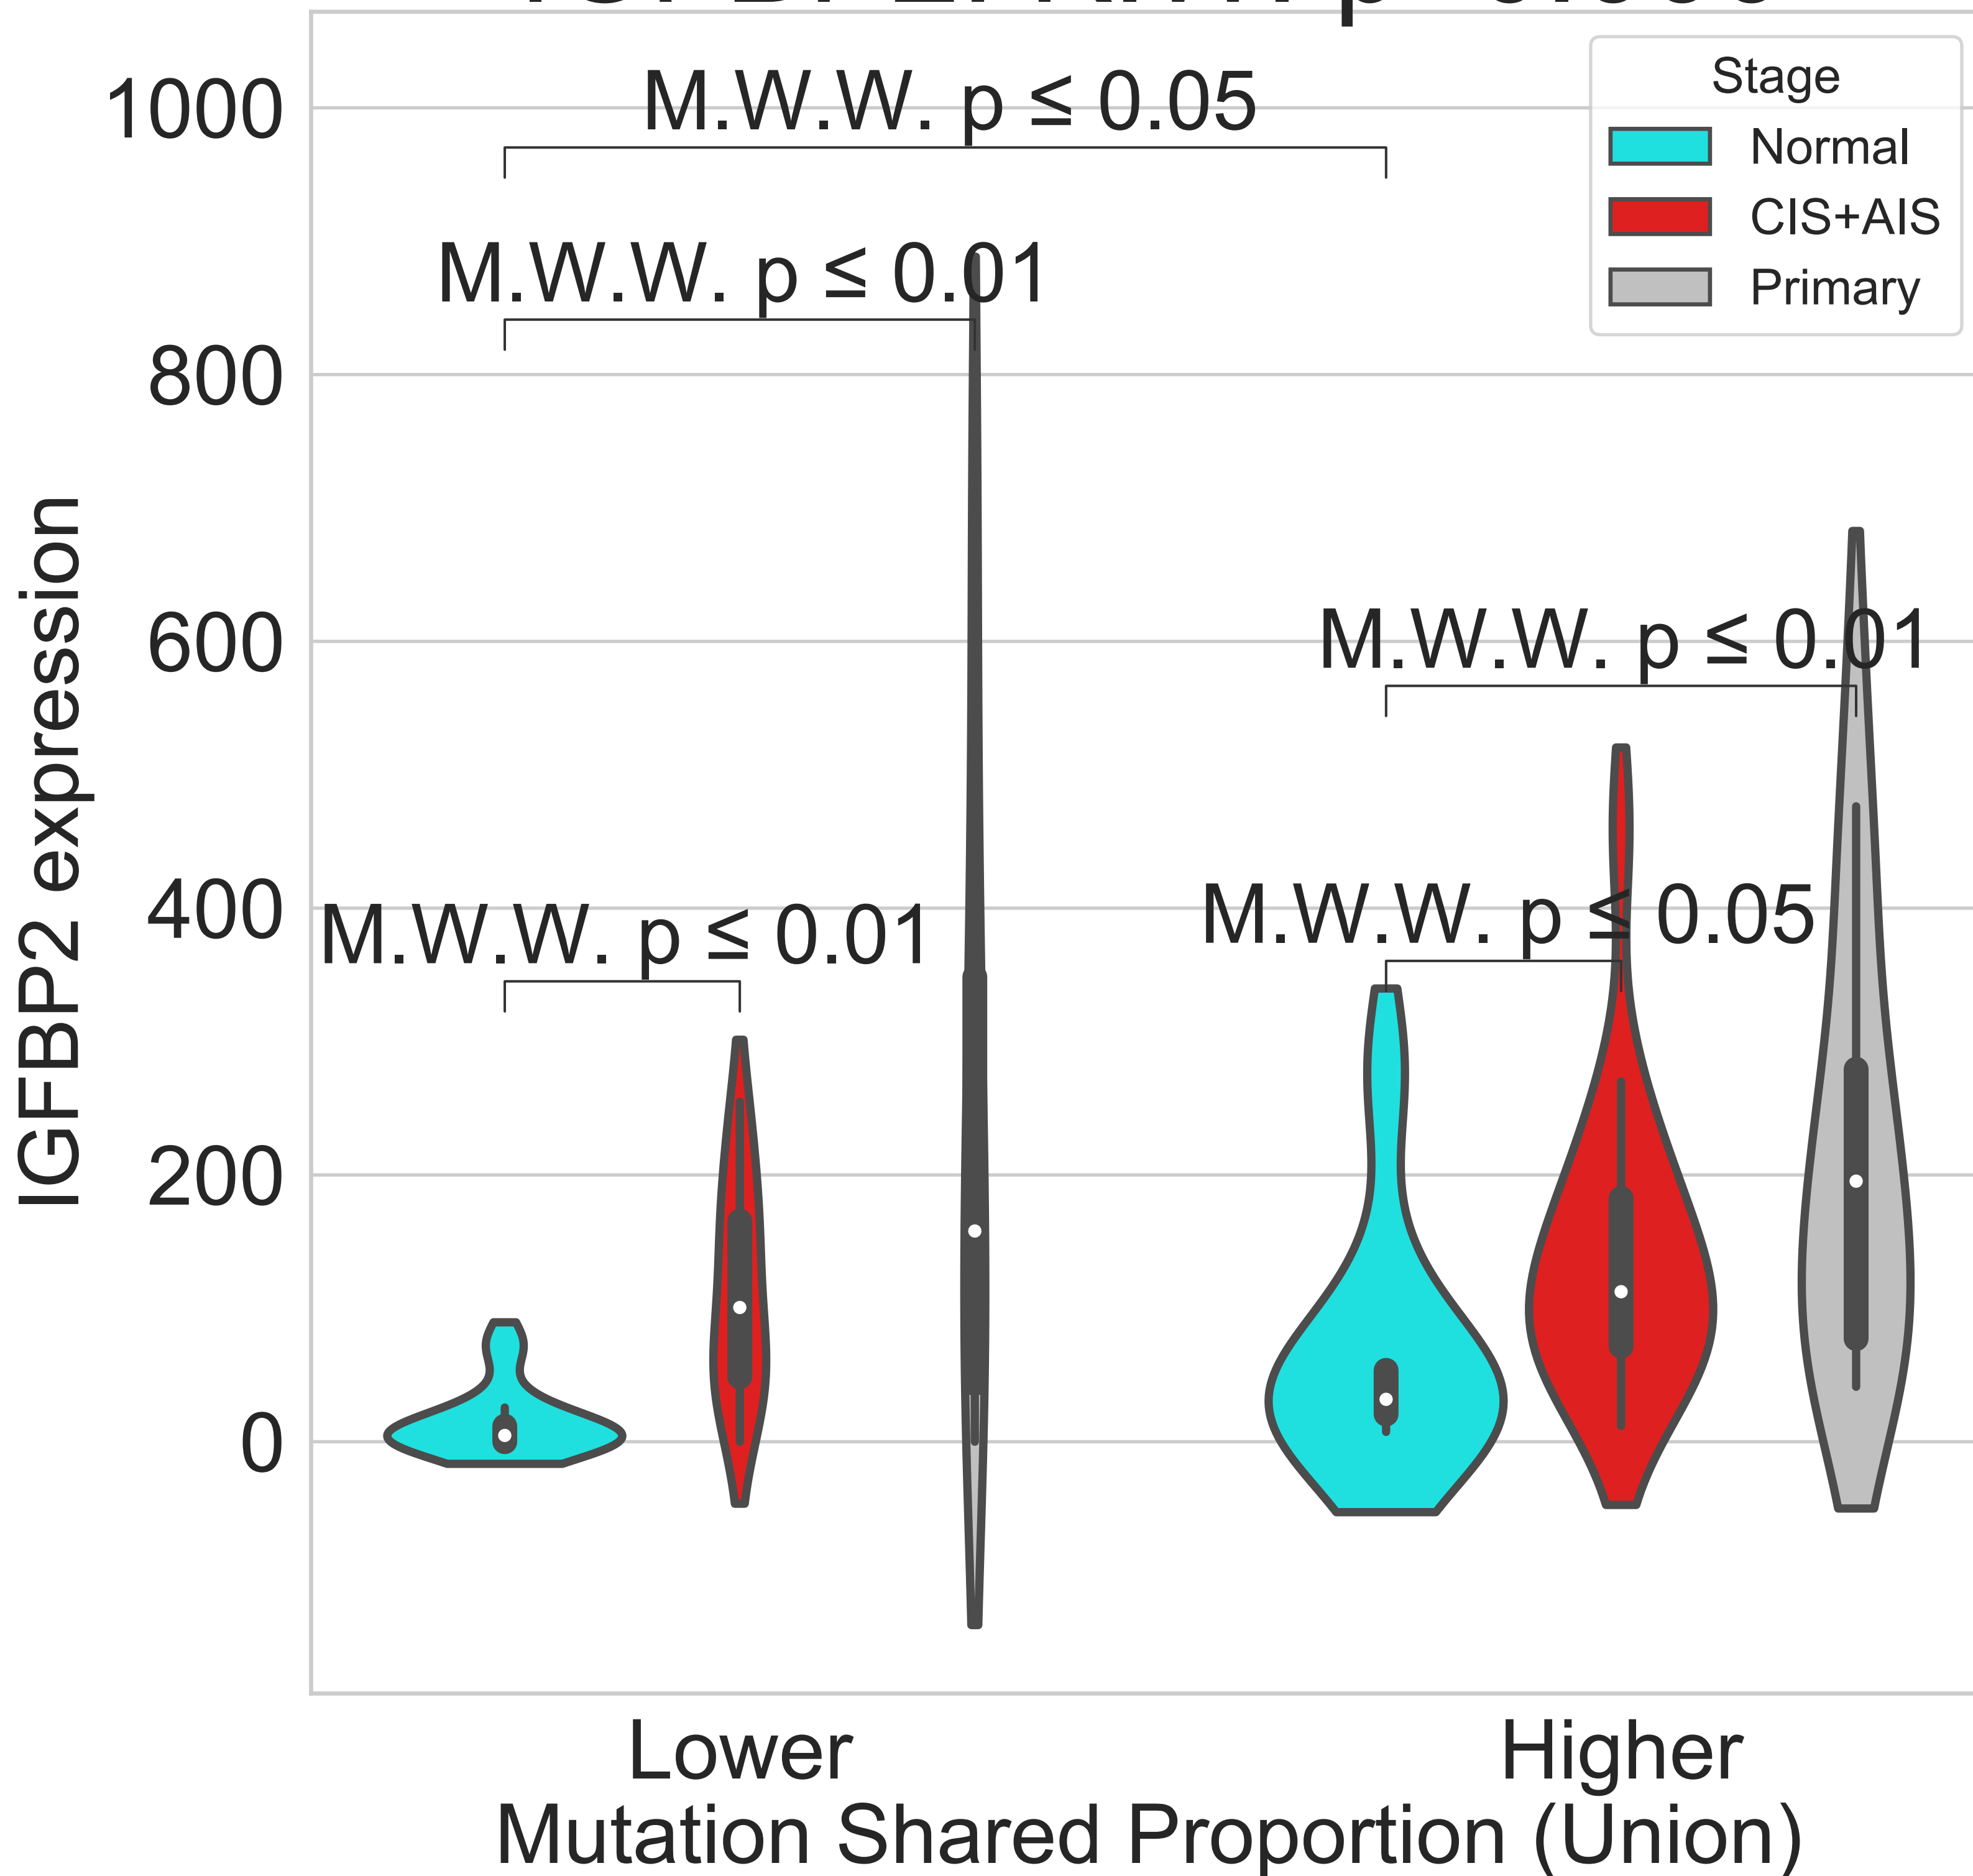 M.W.W. p ≤ 0.05
Stage
Normal
CIS+AIS
Primary
M.W.W. p ≤ 0.01
M.W.W. p ≤ 0.01
M.W.W. p ≤ 0.01
M.W.W. p ≤ 0.05
1000
800
600
400
200
0
IGFBP2 expression
Lower
Higher
Mutation Shared Proportion (Union)